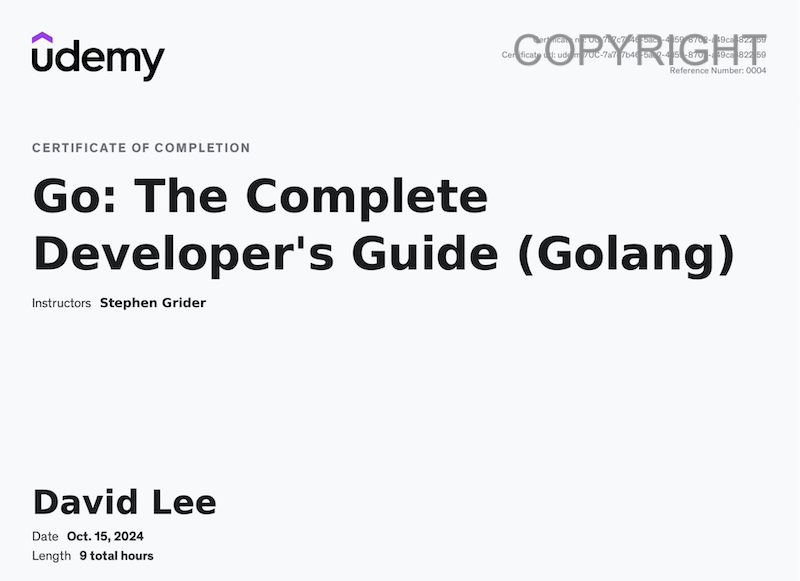 udemy
COPYRIGHT
Reference Number: 0004
CERTIFICATE OF COMPLETION
Go: The Complete
Developer's Guide (Golang)
Instructors Stephen Grider
David Lee
Date Oct. 15, 2024
Length 9 total hours